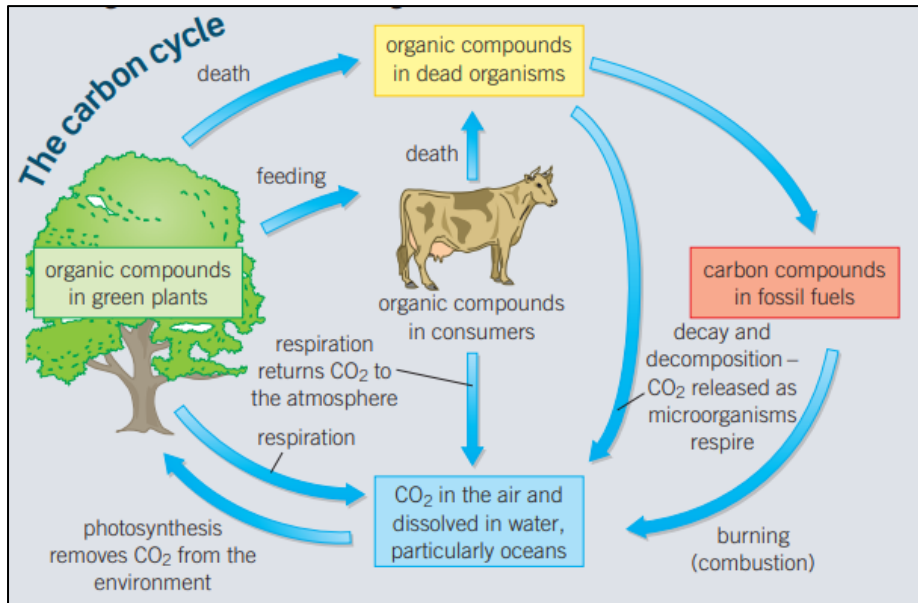 The carbon cycle
death
organic compounds
in dead organisms
feeding
death
organic compounds
in green plants
organic compounds
in consumers
carbon compounds
in fossil fuels
respiration
returns CO₂ to
the atmosphere
decay and
decomposition –
CO₂ released as
microorganisms
respire
respiration
CO₂ in the air and
dissolved in water,
particularly oceans
photosynthesis
removes CO₂ from the
environment
burning
(combustion)